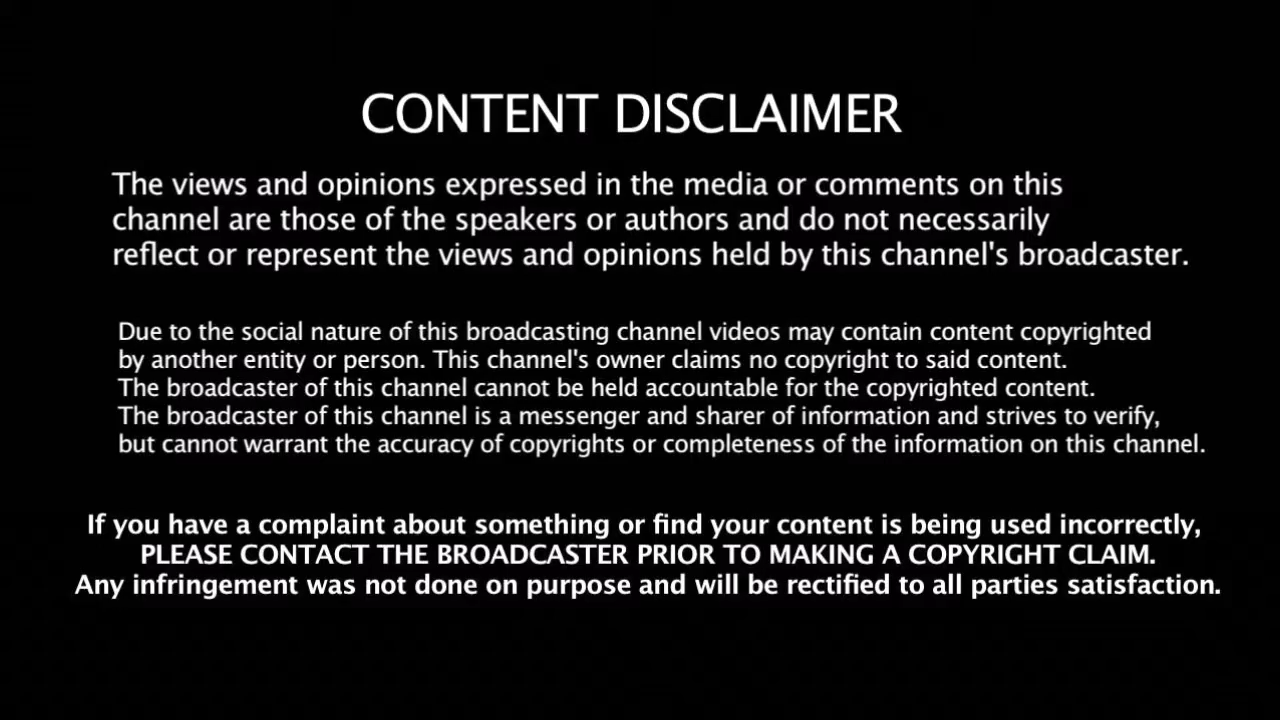 CONTENT DISCLAIMER
The views and opinions expressed in the media or comments on this
channel are those of the speakers or authors and do not necessarily
reflect or represent the views and opinions held by this channel's broadcaster.
Due to the social nature of this broadcasting channel videos may contain content copyrighted
by another entity or person. This channel's owner claims no copyright to said content.
The broadcaster of this channel cannot be held accountable for the copyrighted content.
The broadcaster of this channel is a messenger and sharer of information and strives to verify,
but cannot warrant the accuracy of copyrights or completeness of the information on this channel.
If you have a complaint about something or find your content is being used incorrectly,
PLEASE CONTACT THE BROADCASTER PRIOR TO MAKING A COPYRIGHT CLAIM.
Any infringement was not done on purpose and will be rectified to all parties satisfaction.